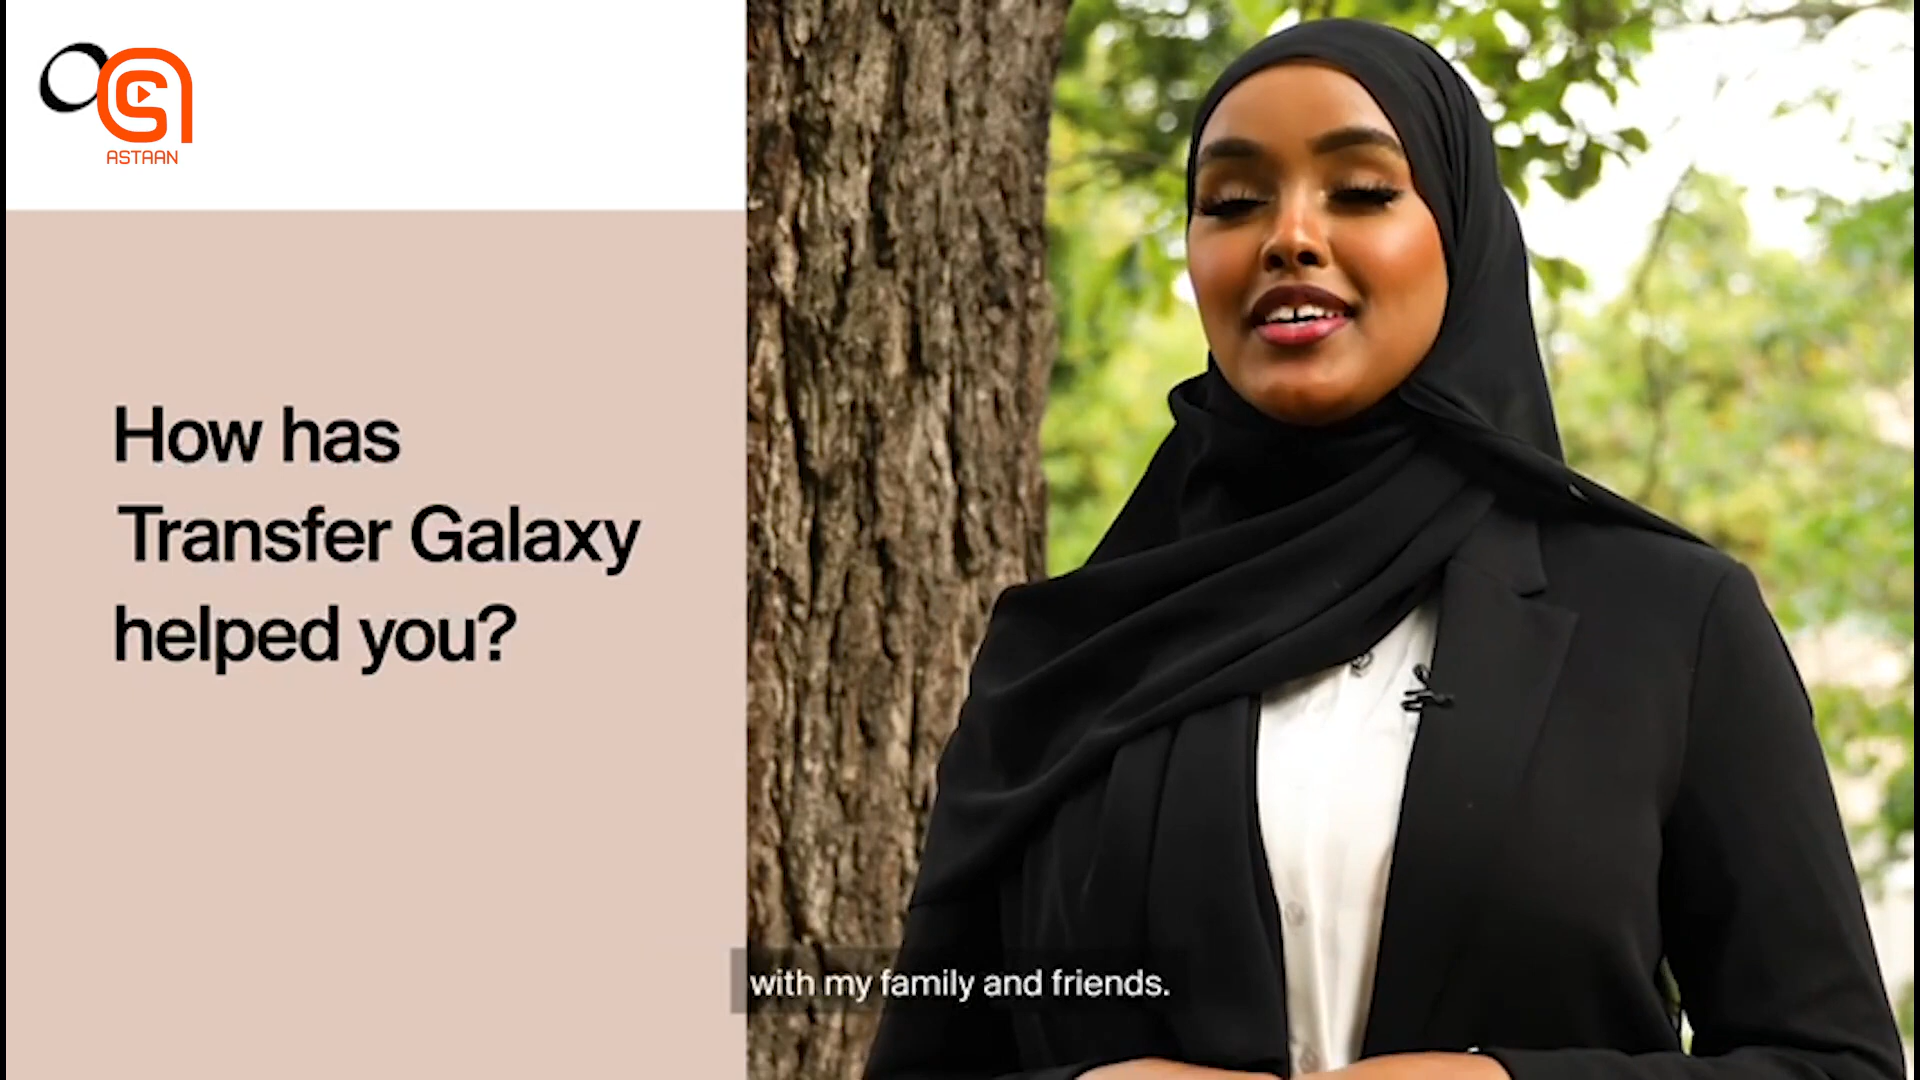 ASTAAN
How has
Transfer Galaxy
helped you?
with my family and friends.